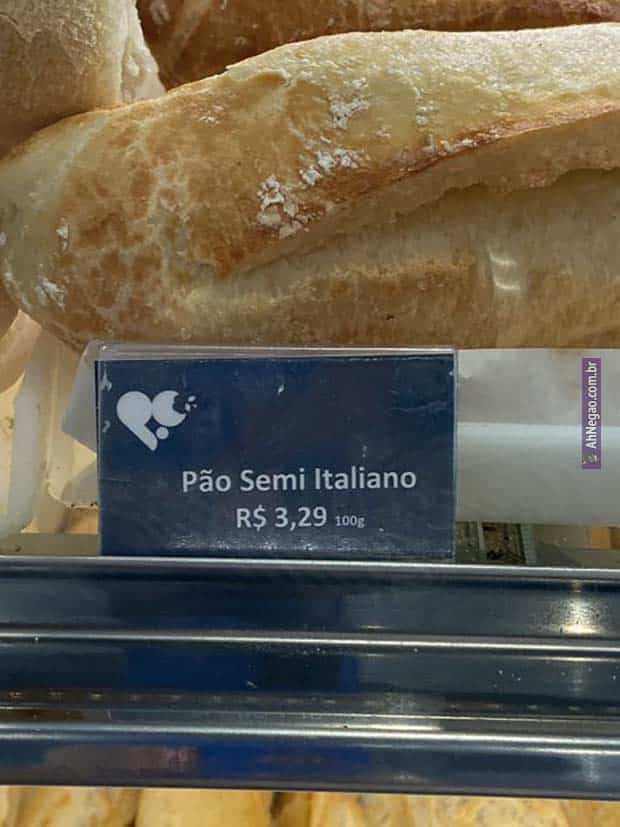 Pão Semi Italiano
R$ 3,29 100g
AhNegao.com.br